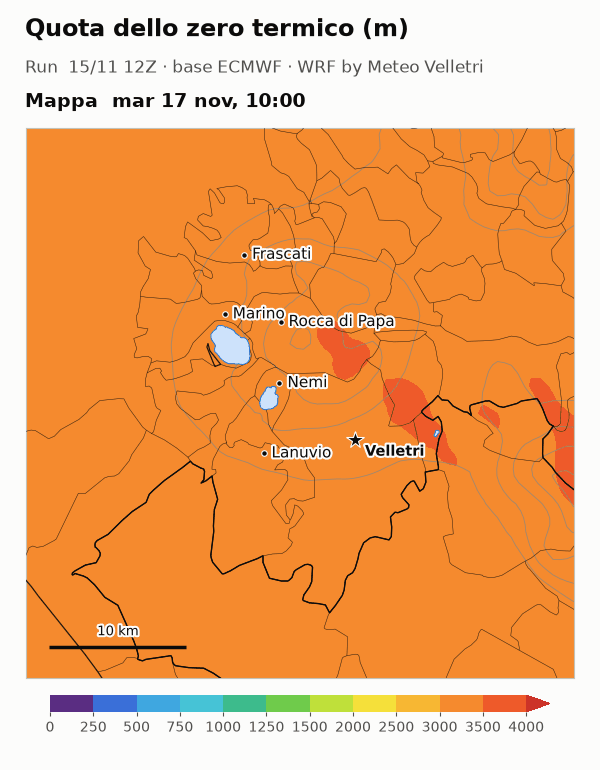 Quota dello zero termico (m)
Run  15/11 12Z · base ECMWF · WRF by Meteo Velletri
Mappa  mar 17 nov, 10:00
Frascati
Marino
Rocca di Papa
Nemi
Velletri
Lanuvio
10 km
0 250 500 750 1000 1250 1500 2000 2500 3000 3500 4000